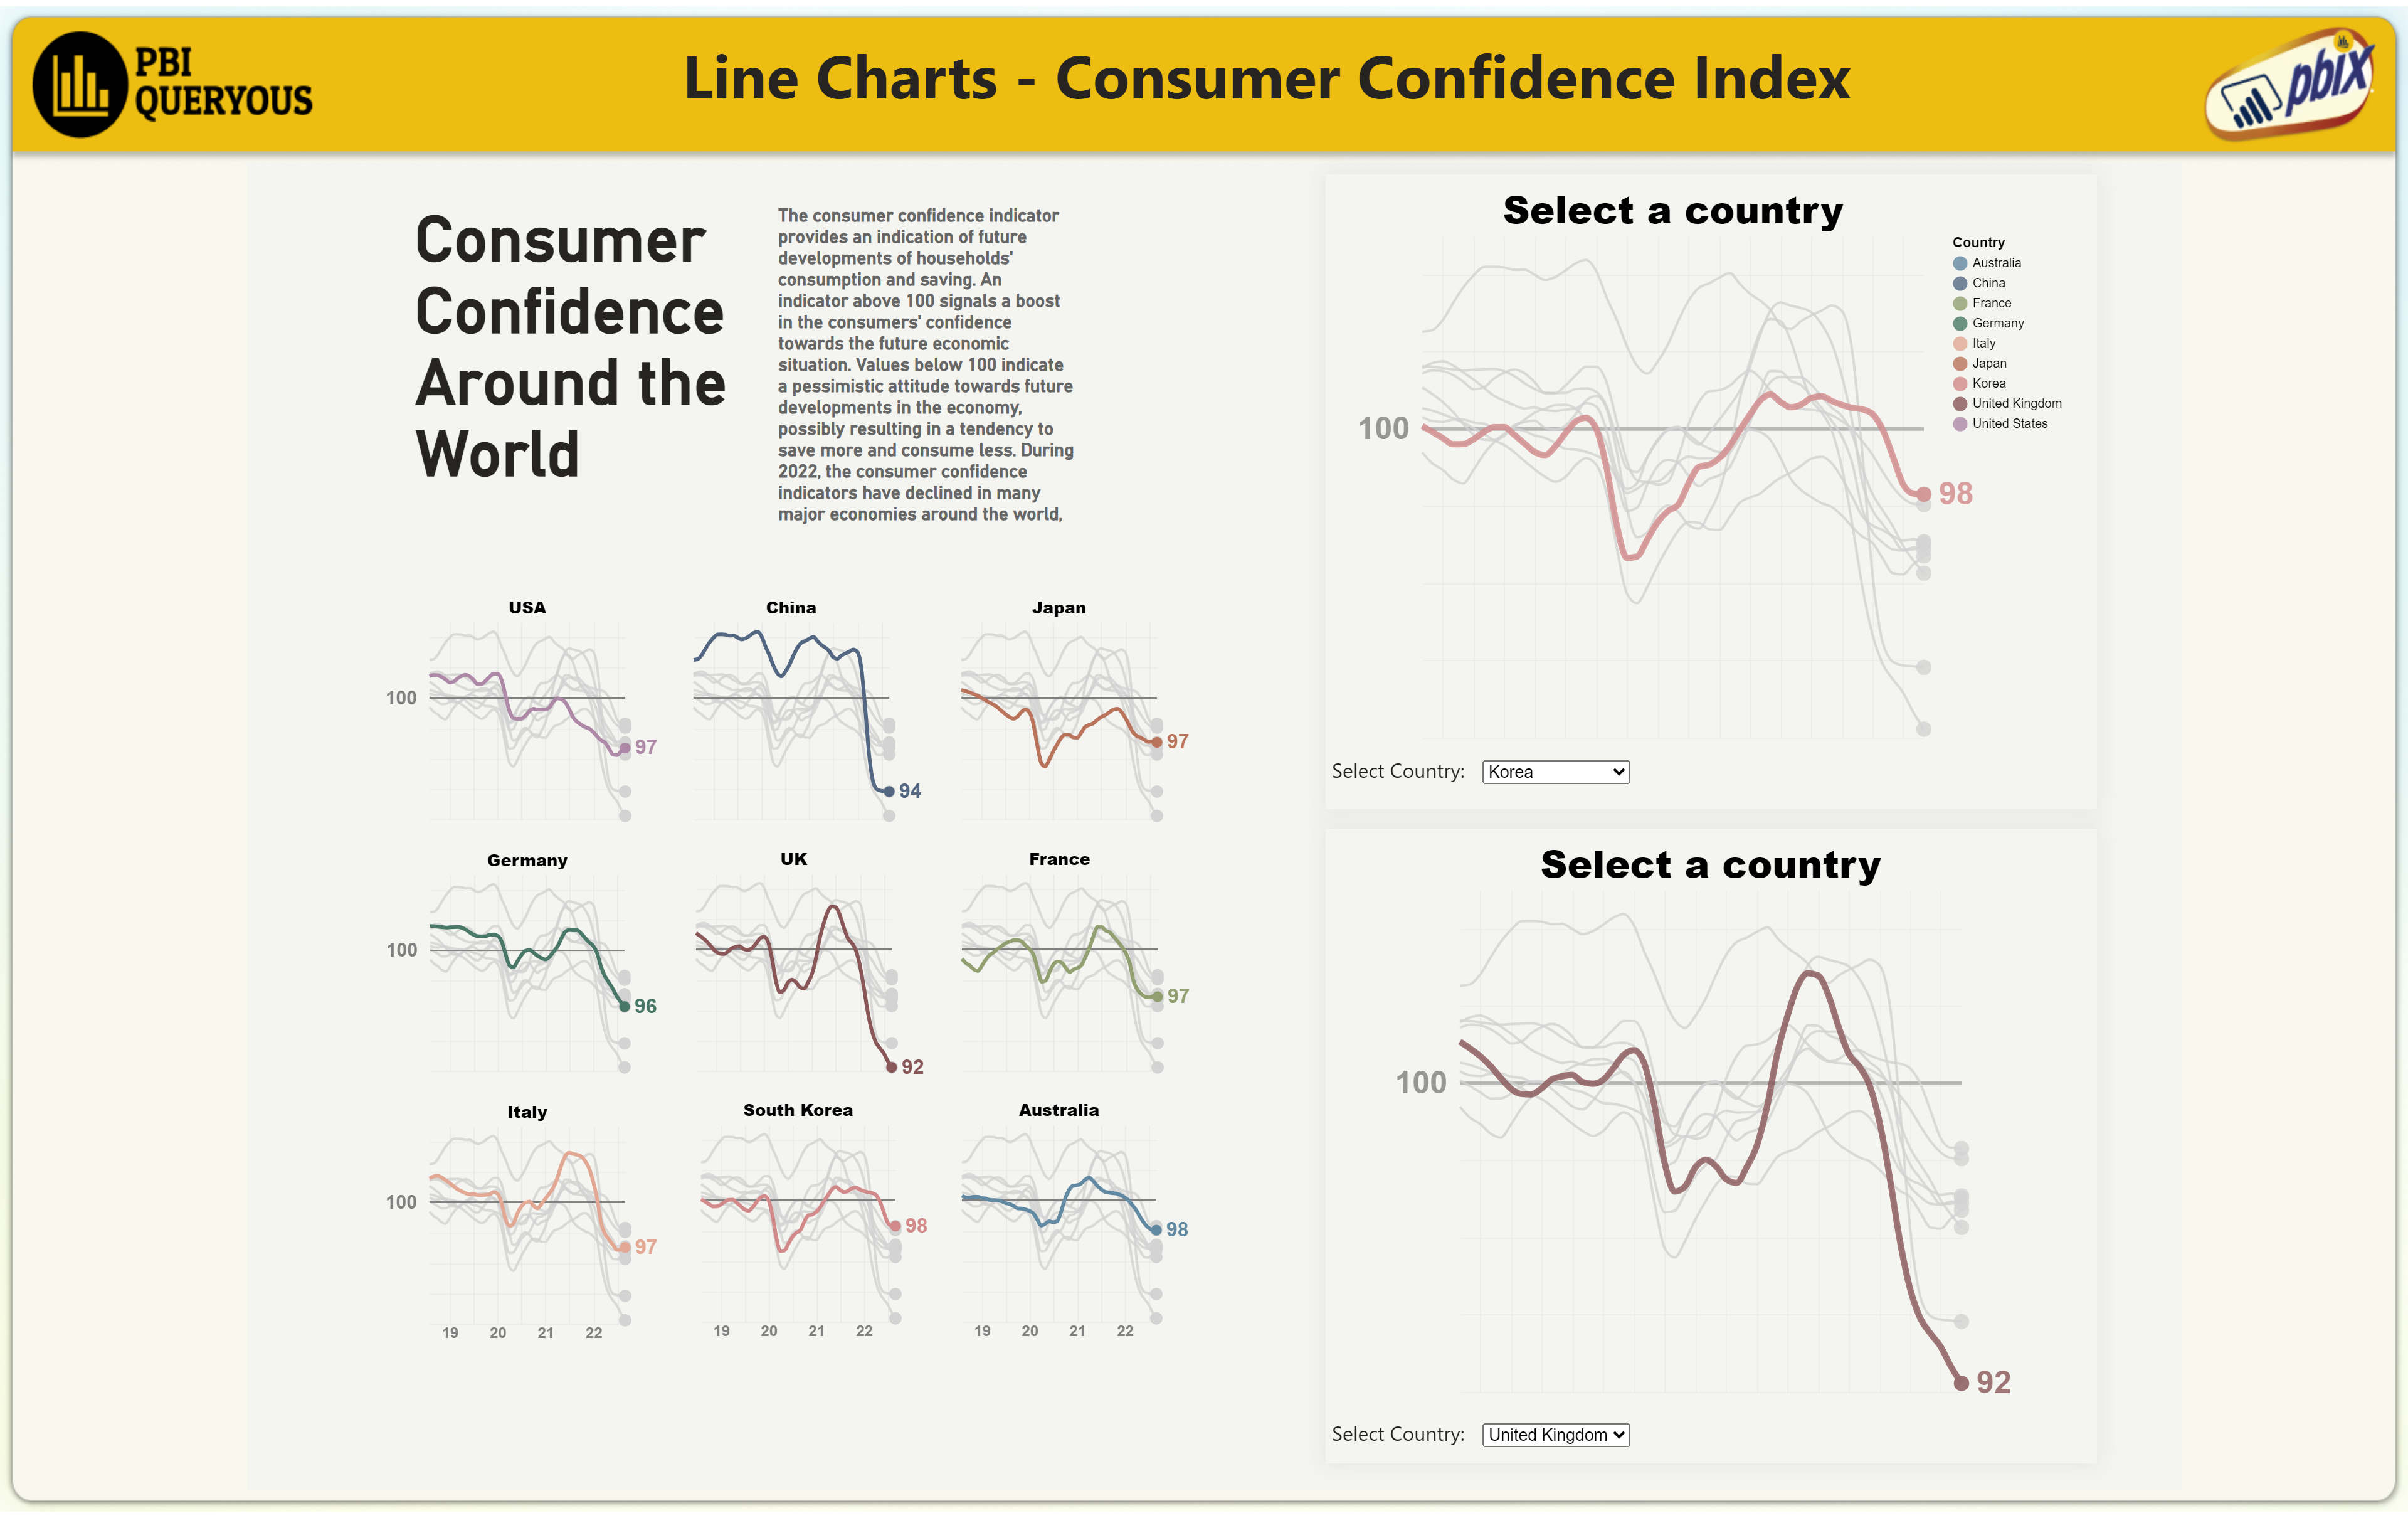 PBI
QUERYOUS
Line Charts - Consumer Confidence Index
pbix
Consumer
Confidence
Around the
World
The consumer confidence indicator
provides an indication of future
developments of households'
consumption and saving. An
indicator above 100 signals a boost
in the consumers' confidence
towards the future economic
situation. Values below 100 indicate
a pessimistic attitude towards future
developments in the economy,
possibly resulting in a tendency to
save more and consume less. During
2022, the consumer confidence
indicators have declined in many
major economies around the world,
USA
China
Japan
100
97
94
97
Germany
UK
France
100
96
92
97
Italy
South Korea
Australia
100
97
98
98
19 20 21 22
19 20 21 22
19 20 21 22
Select a country
Country
Australia
China
France
Germany
Italy
Japan
Korea
United Kingdom
United States
100
98
Select Country: Korea
Select a country
100
92
Select Country: United Kingdom